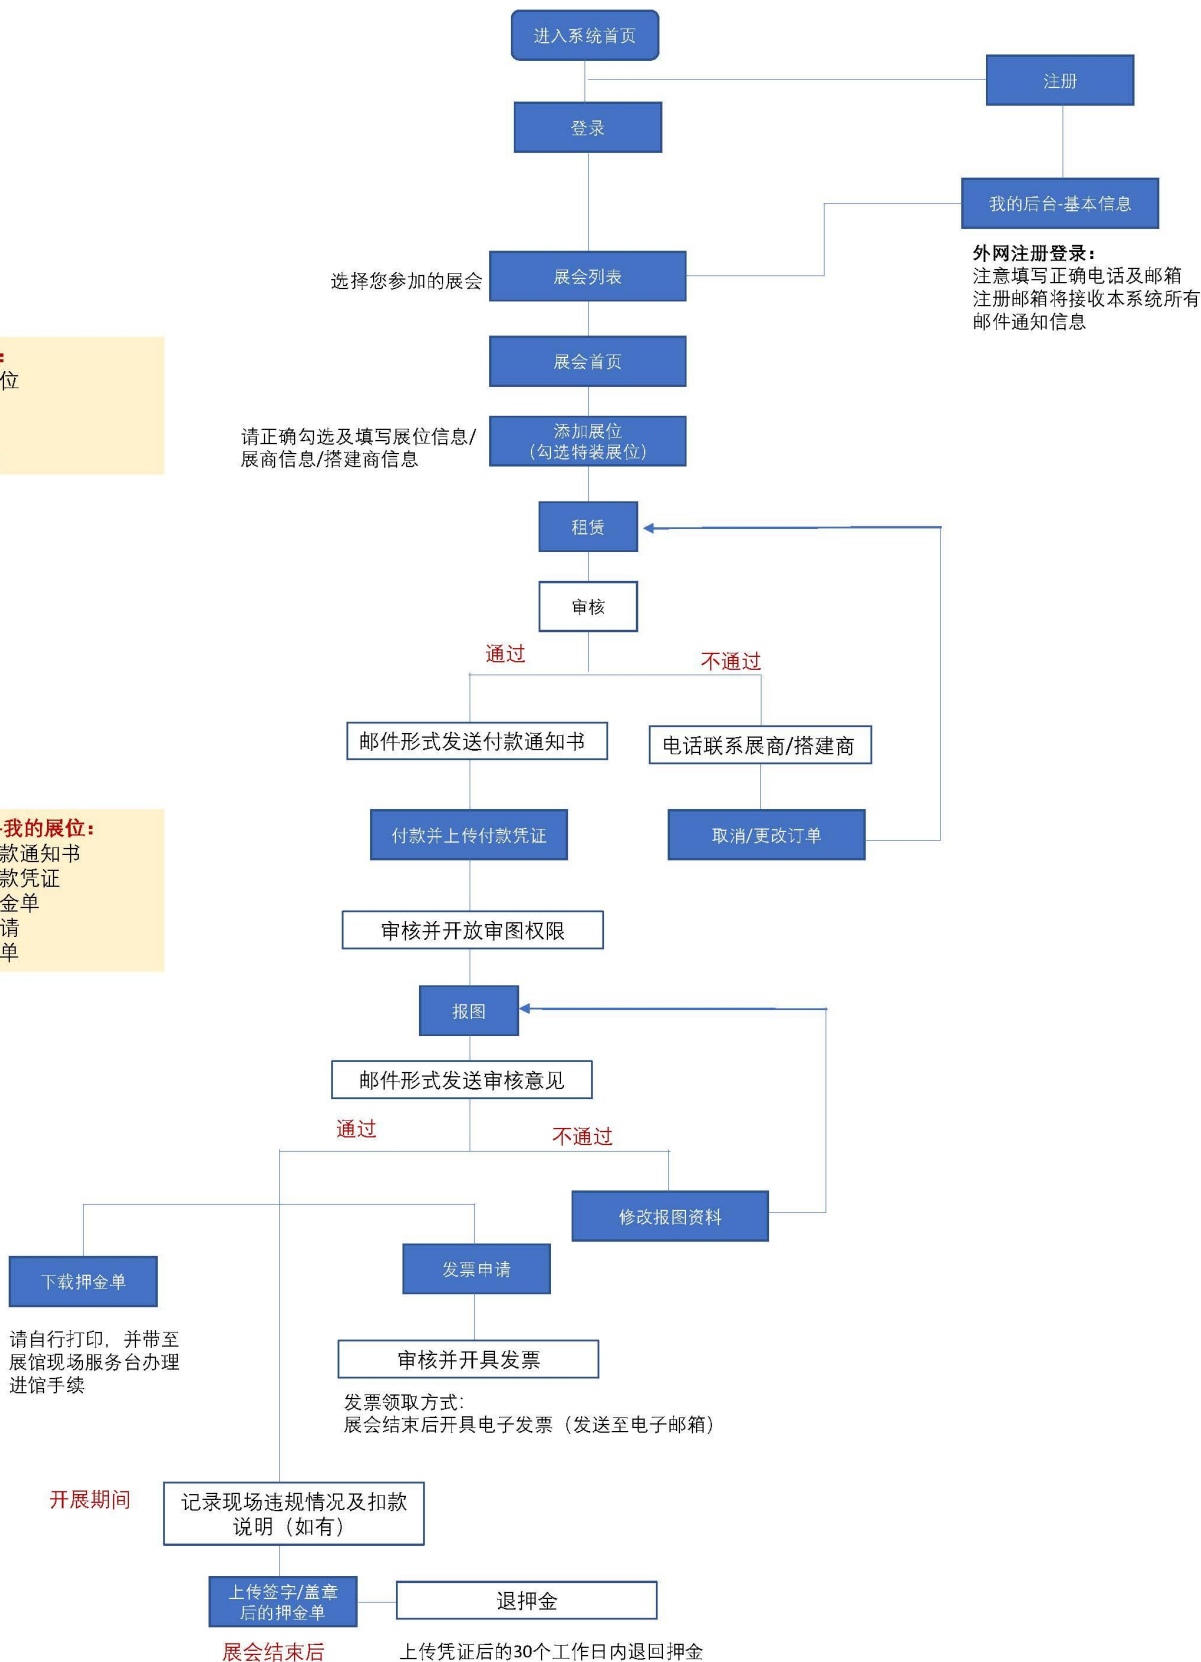 进入系统首页
注册
登录
我的后台-基本信息
外网注册登录：
注意填写正确电话及邮箱
注册邮箱将接收本系统所有
邮件通知信息
选择您参加的展会
展会列表
展会首页
：
位
请正确勾选及填写展位信息/
展商信息/搭建商信息
添加展位
（勾选特装展位）
租赁
审核
通过
不通过
邮件形式发送付款通知书
电话联系展商/搭建商
付款并上传付款凭证
取消/更改订单
-我的展位：
款通知书
款凭证
金单
请
单
审核并开放审图权限
报图
邮件形式发送审核意见
通过
不通过
修改报图资料
下载押金单
发票申请
请自行打印，并带至
展馆现场服务台办理
进馆手续
审核并开具发票
发票领取方式：
展会结束后开具电子发票（发送至电子邮箱）
开展期间
记录现场违规情况及扣款
说明（如有）
上传签字/盖章
后的押金单
退押金
展会结束后
上传凭证后的30个工作日内退回押金